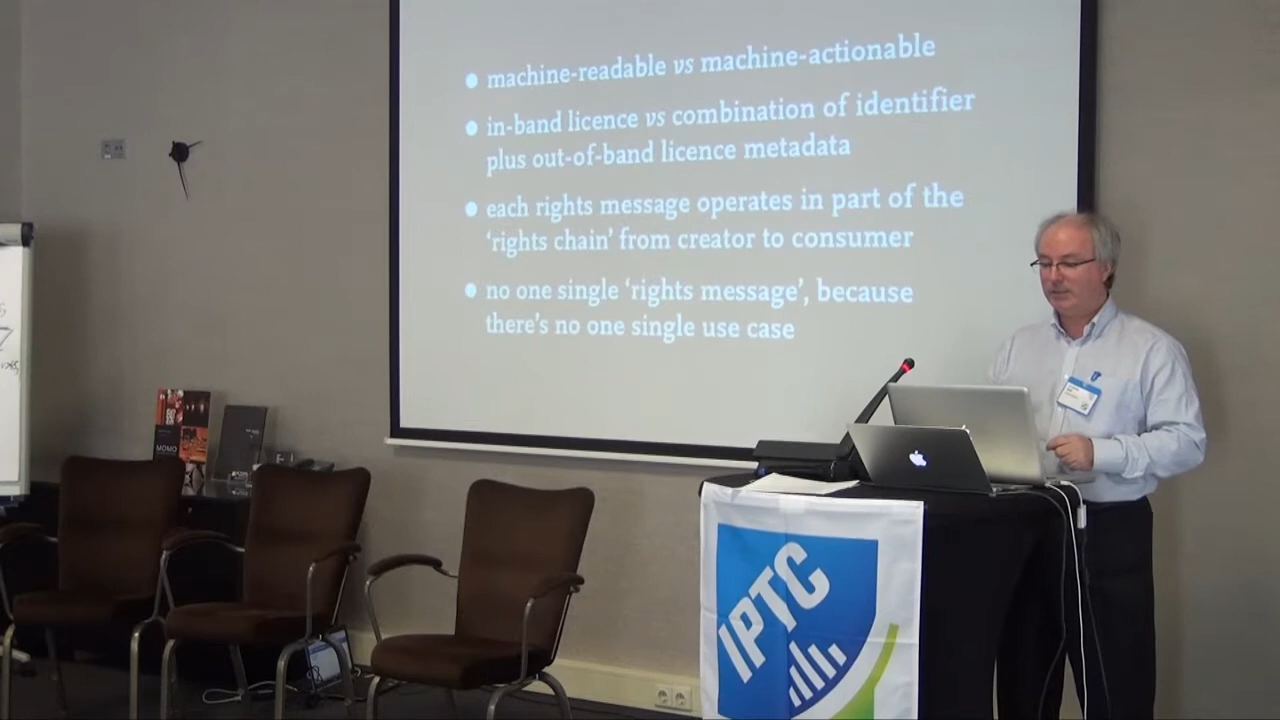 ● machine-readable vs machine-actionable
● in-band licence vs combination of identifier
plus out-of-band licence metadata
● each rights message operates in part of the
‘rights chain’ from creator to consumer
● no one single ‘rights message’, because
there’s no one single use case
MOMO
IPTC